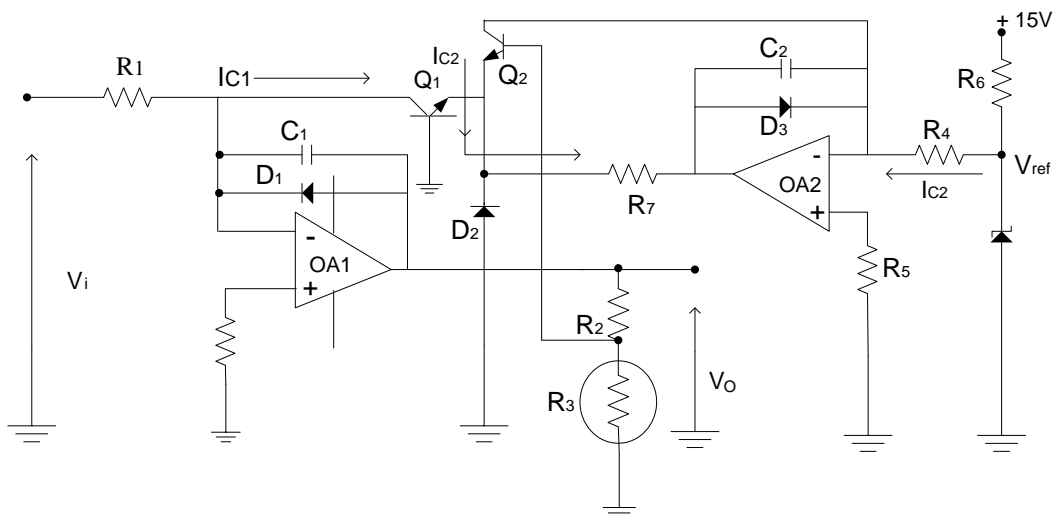 + 15V
R1
IC1
Q1
IC2
Q2
C2
R6
D3
R4
Vref
IC2
C1
D1
OA1
-
+
D2
R7
OA2
-
+
R5
Vi
R2
VO
R3